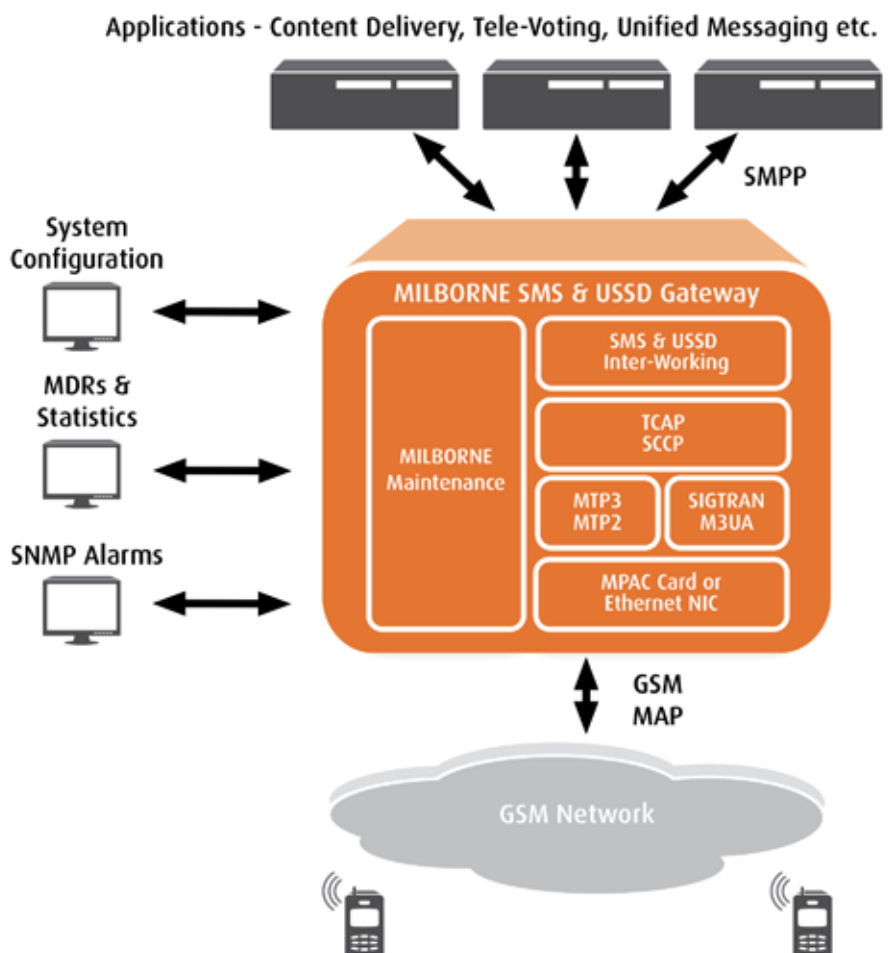 Applications - Content Delivery, Tele-Voting, Unified Messaging etc.
SMPP
System
Configuration
MDRs &
Statistics
SNMP Alarms
MILBORNE SMS & USSD Gateway
MILBORNE
Maintenance
SMS & USSD
Inter-Working
TCAP
SCCP
MTP3
MTP2
SIGTRAN
M3UA
MPAC Card or
Ethernet NIC
GSM
MAP
GSM Network